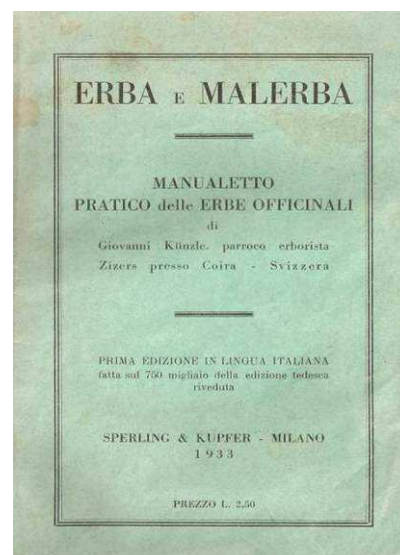 ERBA E MALERBA
MANUALETTO
PRATICO delle ERBE OFFICINALI
di
Giovanni Künzle, parroco erborista
Zizers presso Coira - Svizzera
PRIMA EDIZIONE IN LINGUA ITALIANA
fatta sul 750 migliaio della edizione tedesca
riveduta
SPERLING & KUPFER - MILANO
1933
PREZZO L. 2,50